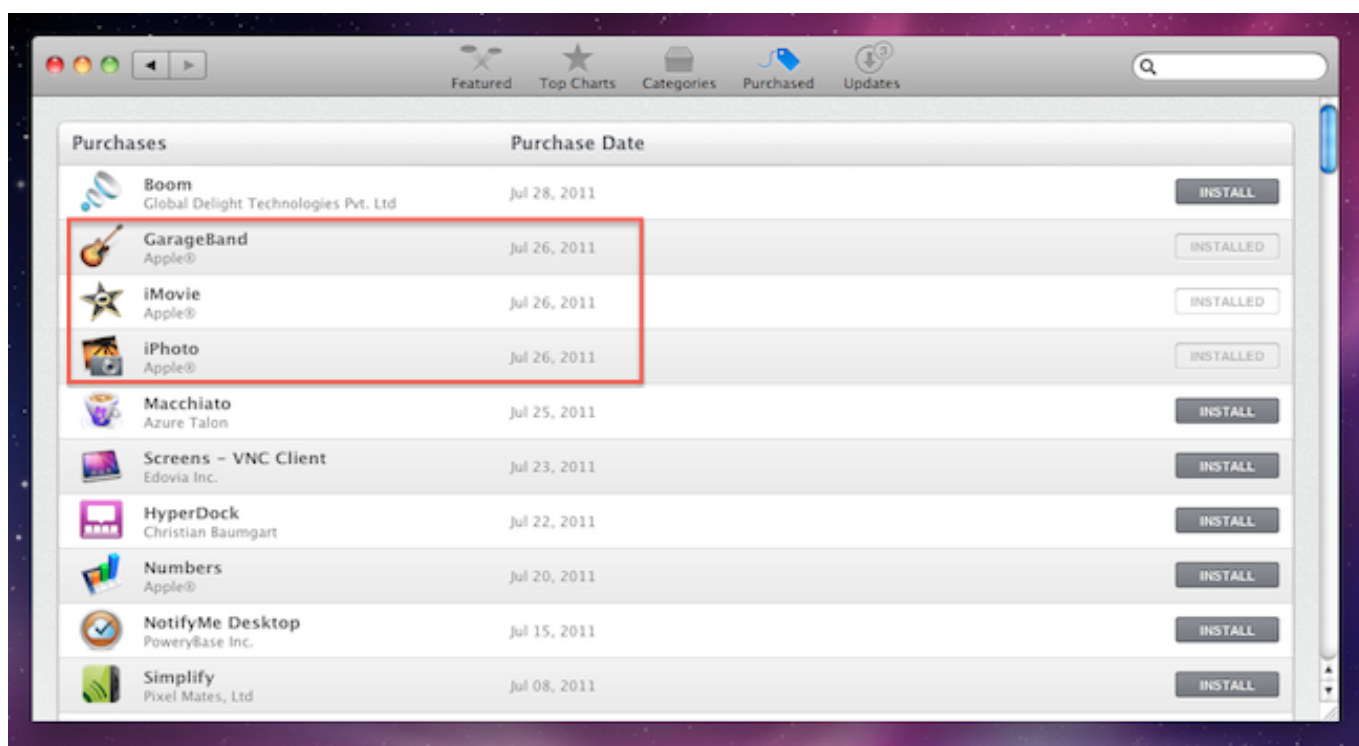 3
Featured Top Charts Categories Purchased Updates
Purchases Purchase Date
Boom
Global Delight Technologies Pvt. Ltd
Jul 28, 2011
INSTALL
GarageBand
Apple®
Jul 26, 2011
INSTALLED
iMovie
Apple®
Jul 26, 2011
INSTALLED
iPhoto
Apple®
Jul 26, 2011
INSTALLED
Macchiato
Azure Talon
Jul 25, 2011
INSTALL
Screens – VNC Client
Edovia Inc.
Jul 23, 2011
INSTALL
HyperDock
Christian Baumgart
Jul 22, 2011
INSTALL
Numbers
Apple®
Jul 20, 2011
INSTALL
NotifyMe Desktop
PoweryBase Inc.
Jul 15, 2011
INSTALL
Simplify
Pixel Mates, Ltd
Jul 08, 2011
INSTALL